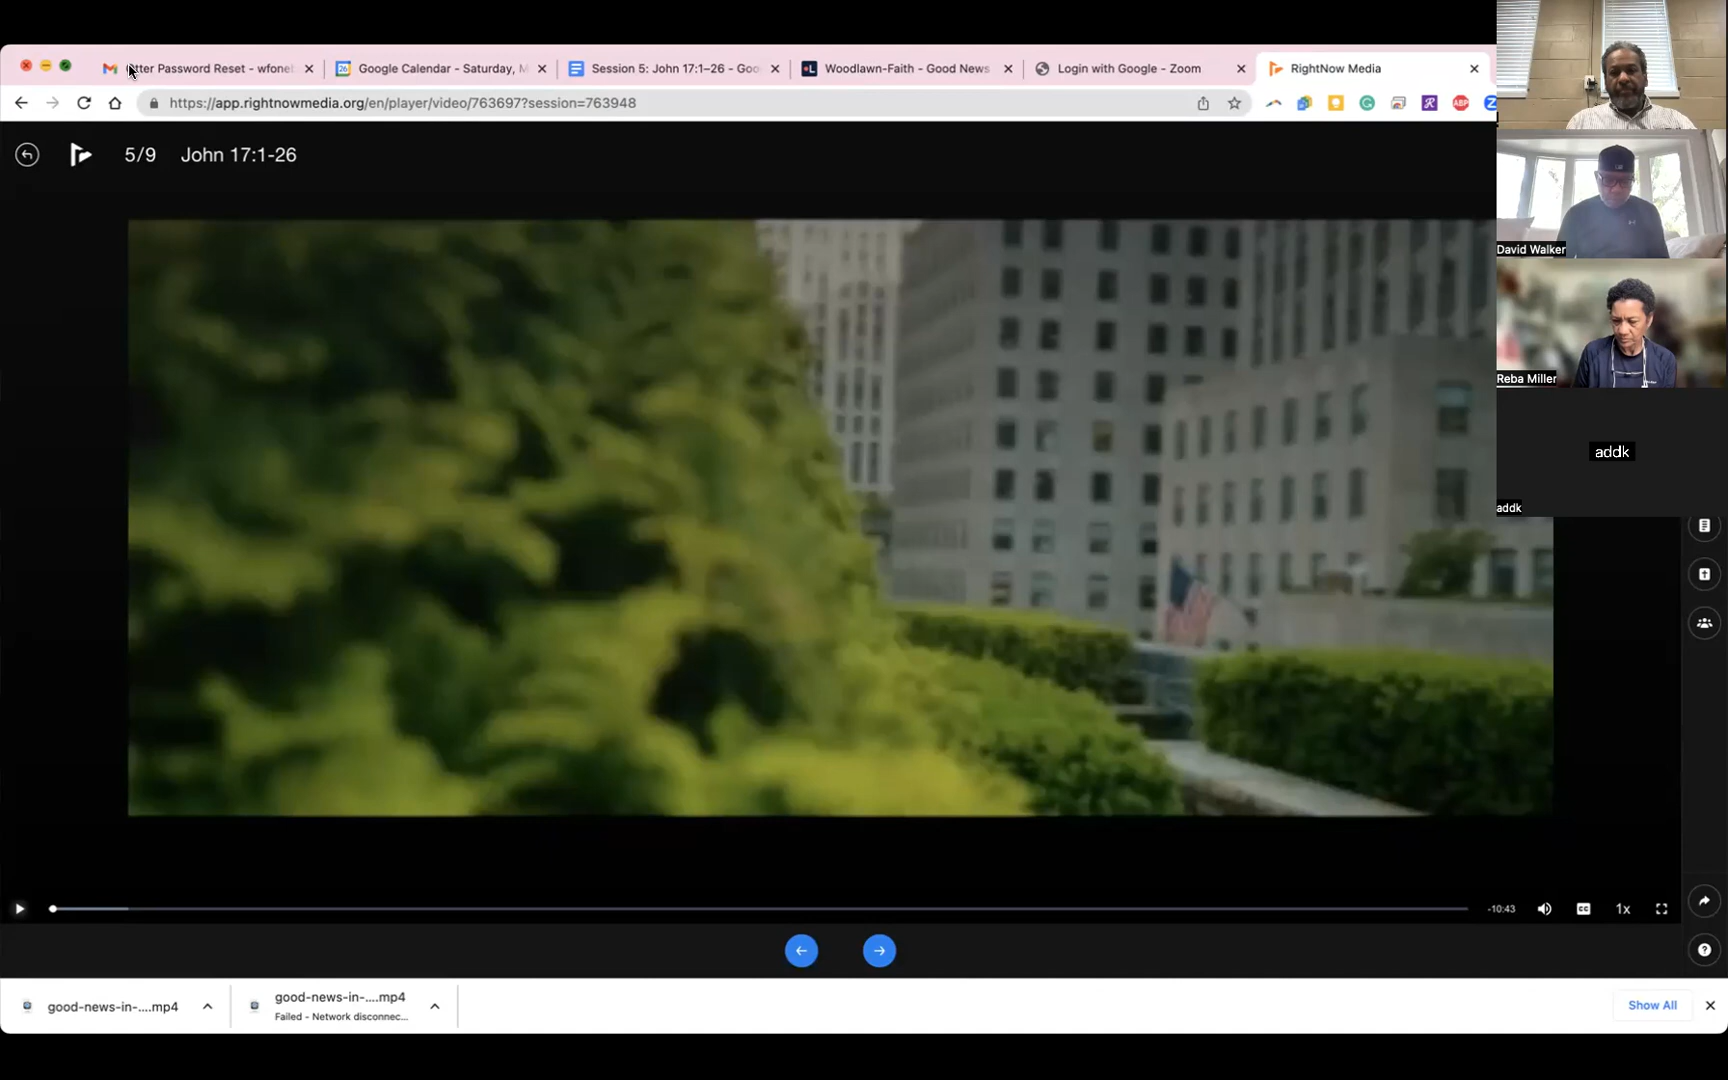 tter Password Reset - wfone
Google Calendar - Saturday, M
Session 5: John 17:1–26 - Goo
Woodlawn-Faith - Good News
Login with Google - Zoom
RightNow Media
https://app.rightnowmedia.org/en/player/video/763697?session=763948
ABP
5/9 John 17:1-26
David Walker
Reba Miller
addk
addk
-10:43
CC
1x
good-news-in-....mp4
good-news-in-....mp4
Failed - Network disconnec...
Show All